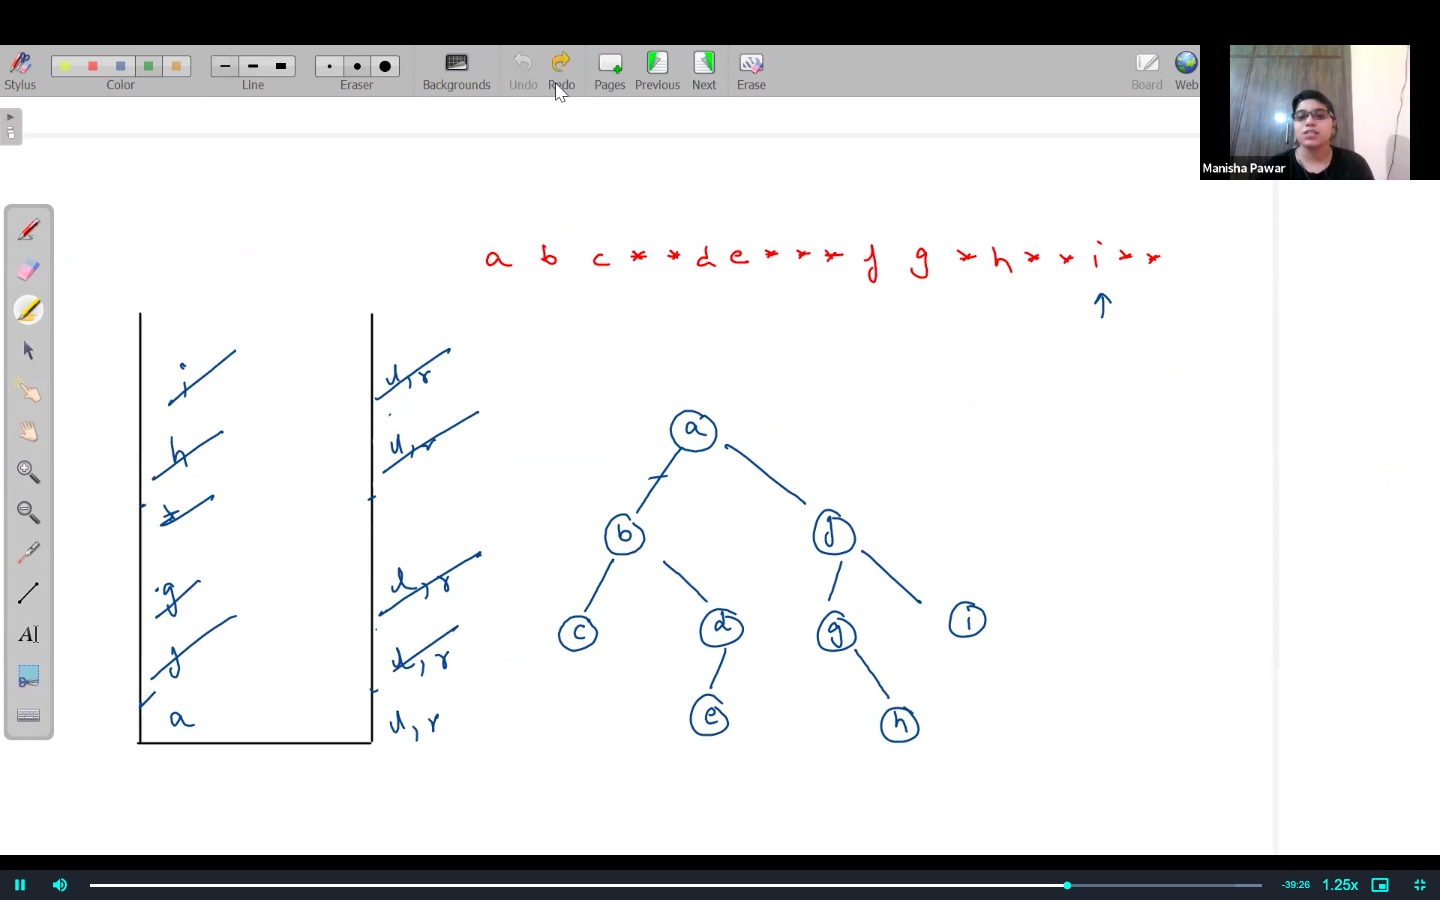 Stylus Color Line Eraser Backgrounds Undo Redo Pages Previous Next Erase Board Web
Manisha Pawar
a b c * * d e * * * f g * h * * i * *
i l, r
h l, r
g l, r
f l, r
a l, r
a
b f
c d g i
e h
AI
-39:26 1.25x